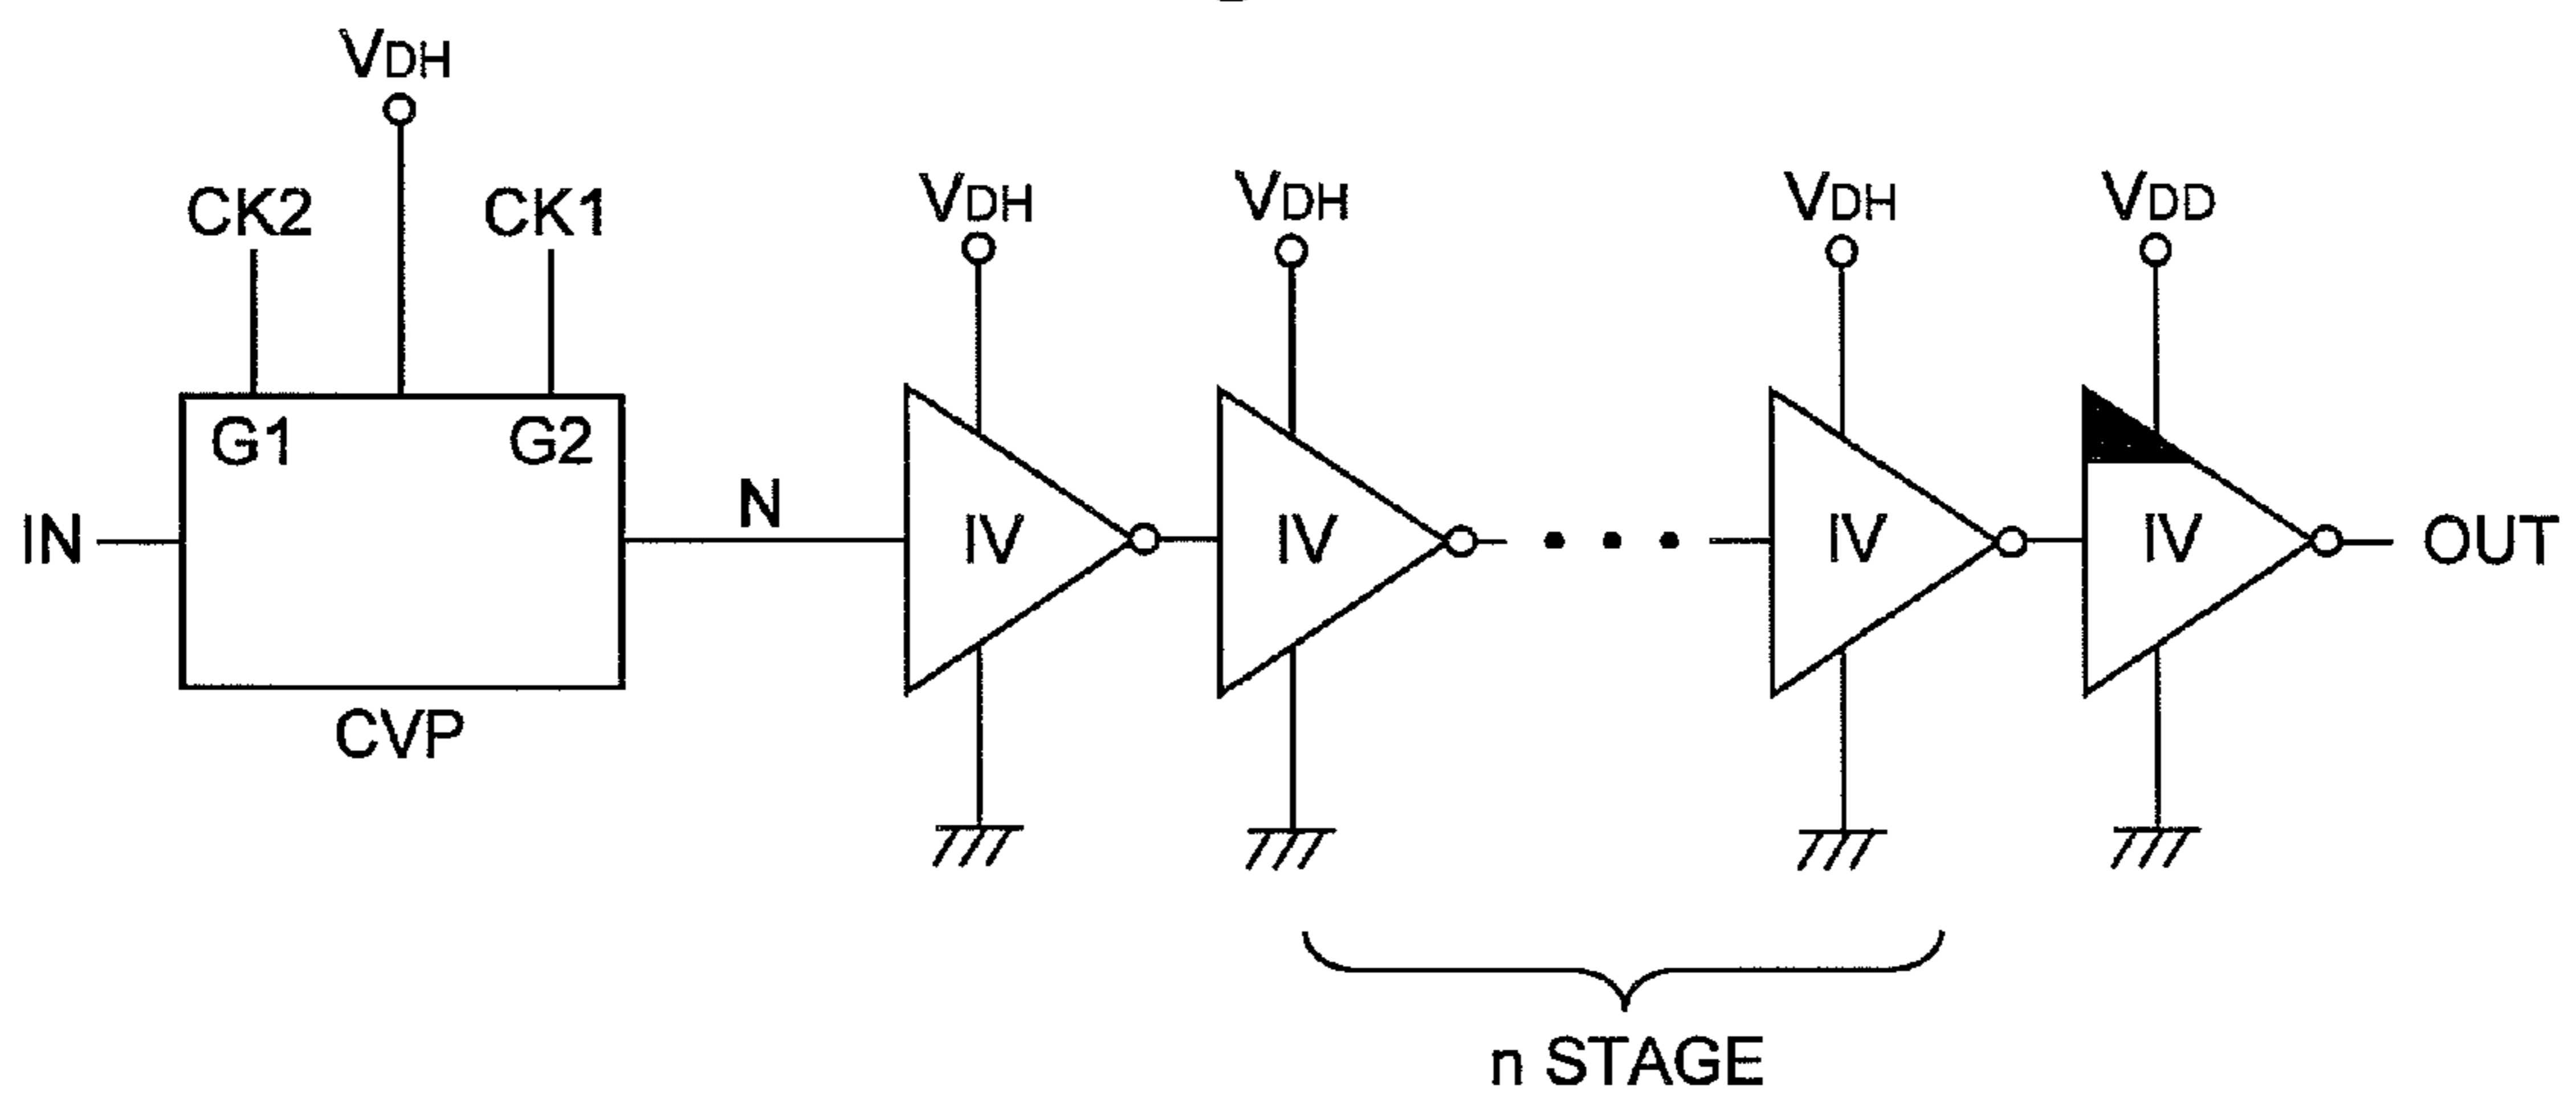 VDH
CK2 CK1 VDH VDH VDH VDD
G1 G2
IN N IV IV IV IV OUT
CVP
n STAGE